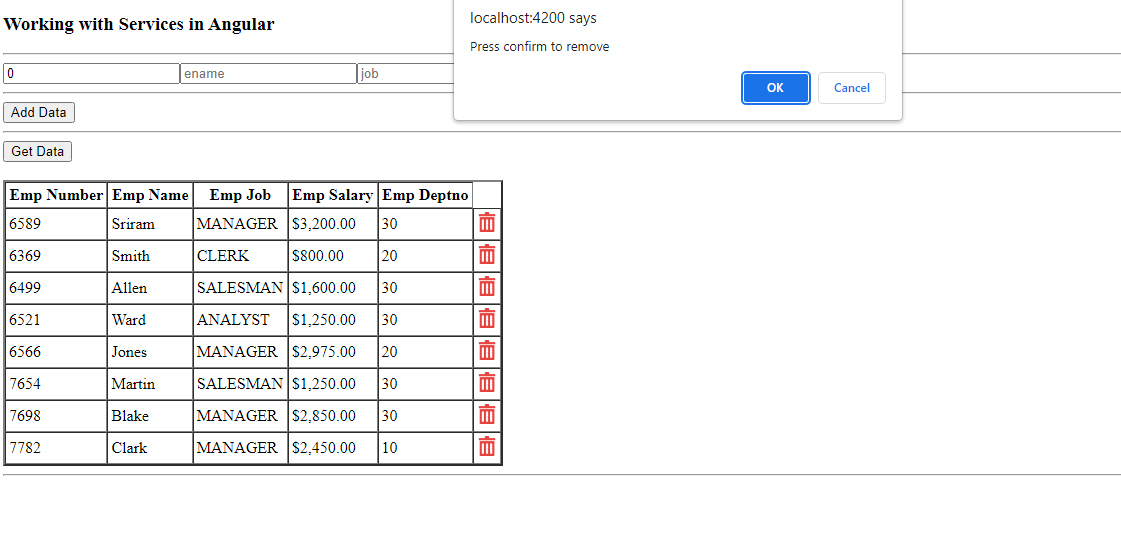 Working with Services in Angular
localhost:4200 says
Press confirm to remove
OK Cancel
0 ename job
Add Data
Get Data
Emp Number Emp Name Emp Job Emp Salary Emp Deptno
6589 Sriram MANAGER $3,200.00 30
6369 Smith CLERK $800.00 20
6499 Allen SALESMAN $1,600.00 30
6521 Ward ANALYST $1,250.00 30
6566 Jones MANAGER $2,975.00 20
7654 Martin SALESMAN $1,250.00 30
7698 Blake MANAGER $2,850.00 30
7782 Clark MANAGER $2,450.00 10